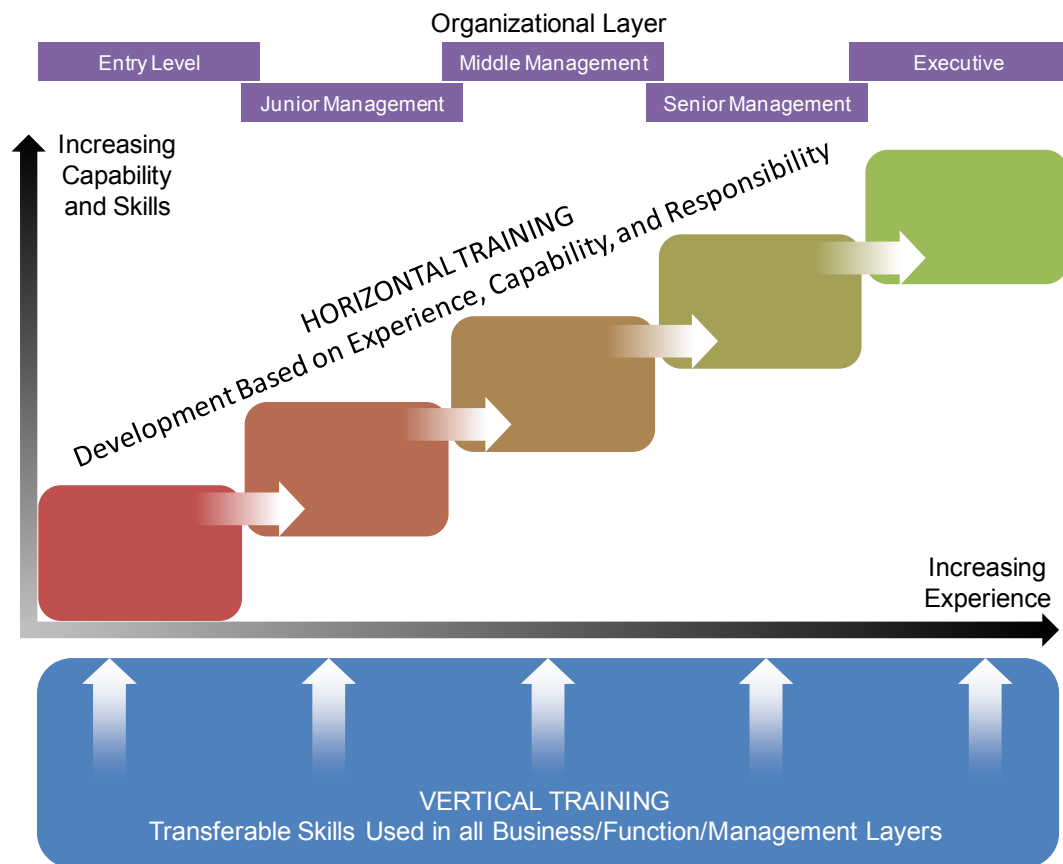 Organizational Layer
Entry Level
Middle Management
Executive
Junior Management
Senior Management
Increasing
Capability
and Skills
HORIZONTAL TRAINING
Development Based on Experience, Capability, and Responsibility
Increasing
Experience
VERTICAL TRAINING
Transferable Skills Used in all Business/Function/Management Layers